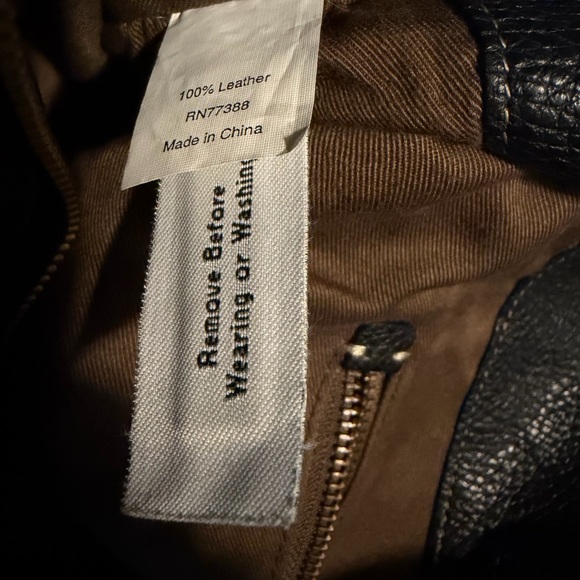 100% Leather
RN77388
Made in China
Remove Before
Wearing or Washing